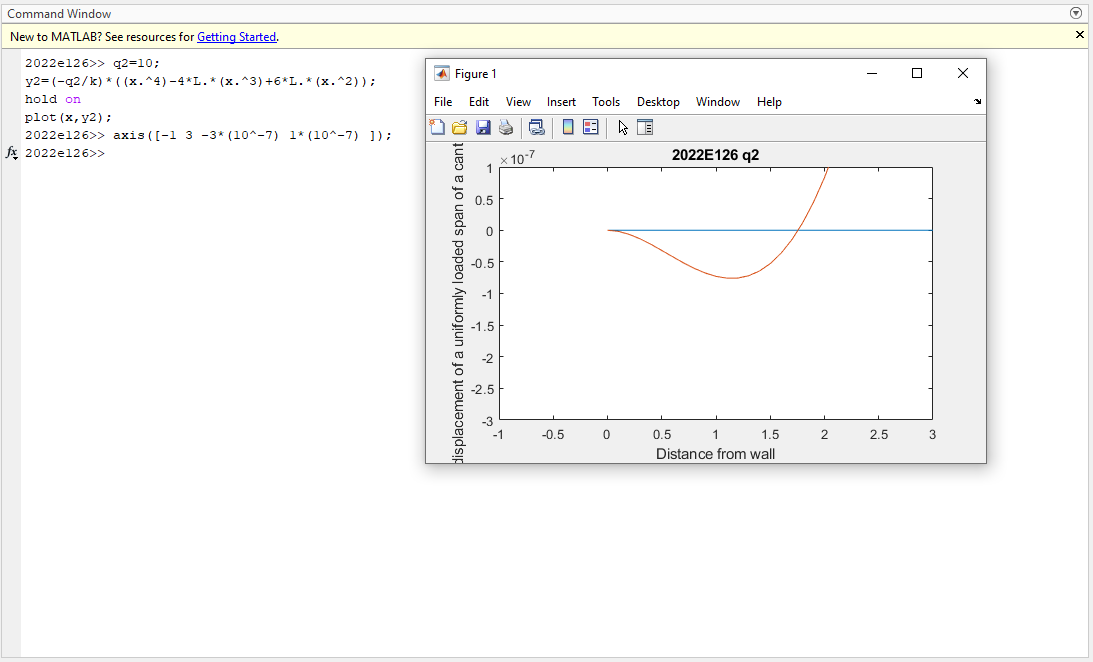 Command Window
New to MATLAB? See resources for Getting Started.
2022e126>> q2=10;
y2=(-q2/k)*((x.^4)-4*L.*(x.^3)+6*L.*(x.^2));
hold on
plot(x,y2);
2022e126>> axis([-1 3 -3*(10^-7) 1*(10^-7) ]);
fx 2022e126>>
Figure 1
File Edit View Insert Tools Desktop Window Help
2022E126 q2
×10-7
1
0.5
0
-0.5
-1
-1.5
-2
-2.5
-3
displacement of a uniformly loaded span of a cant
-1 -0.5 0 0.5 1 1.5 2 2.5 3
Distance from wall